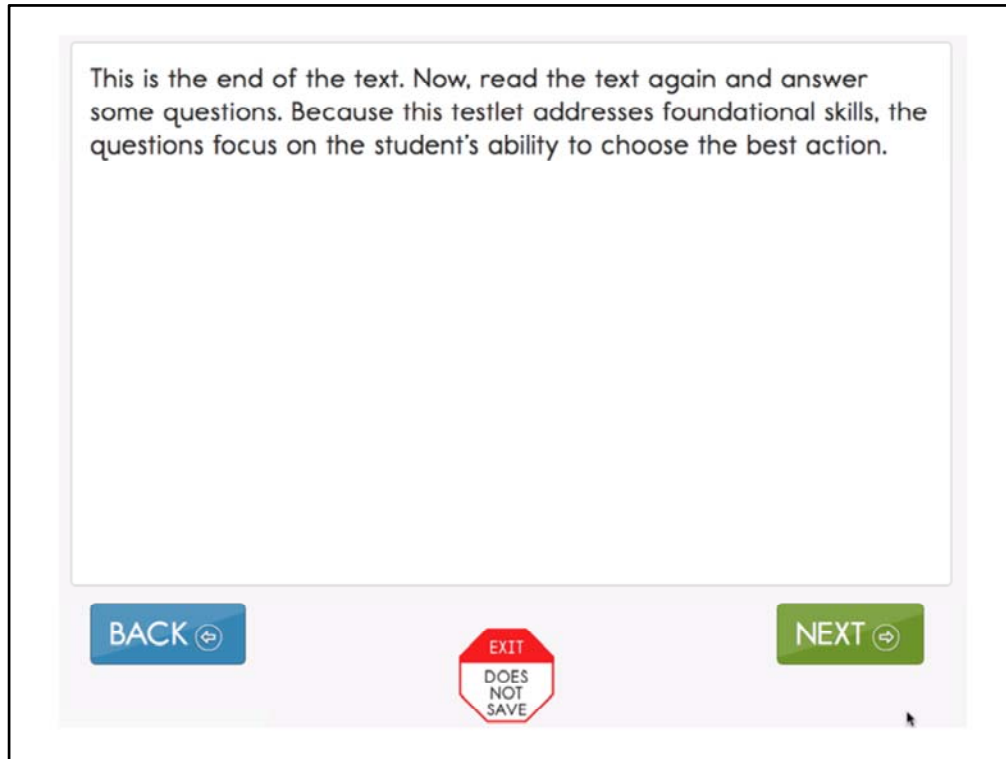 This is the end of the text. Now, read the text again and answer
some questions. Because this testlet addresses foundational skills, the
questions focus on the student's ability to choose the best action.
BACK
NEXT
EXIT
DOES
NOT
SAVE